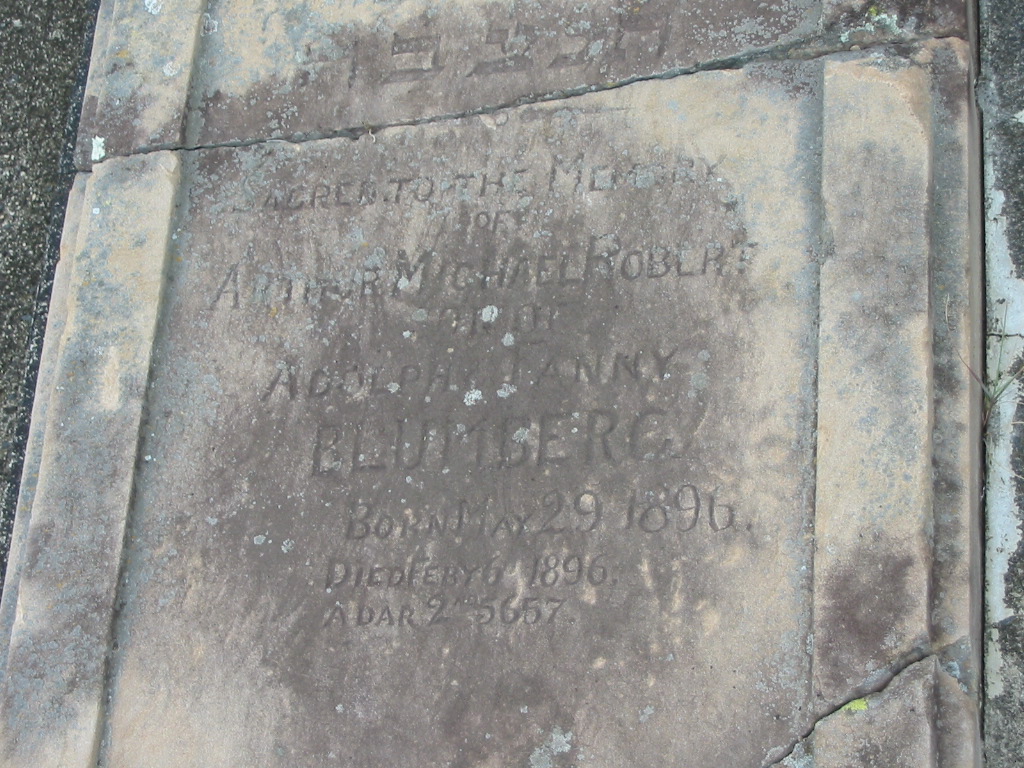 ת נ צ ב ה
SACRED TO THE MEMORY
OF
ARTHUR MICHAEL ROBERT
SON OF
ADOLPH & FANNY
BLUMBERG
BORN MAY 29 1896.
DIED FEBY 6 1896.
ADAR 2ND 5657.